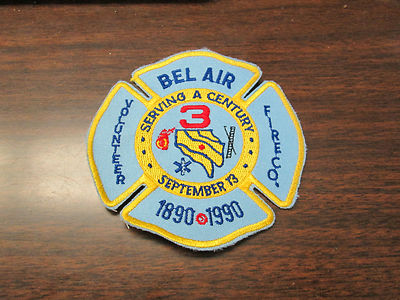 BEL AIR
VOLUNTEER
FIRE CO.
SERVING A CENTURY
3
SEPTEMBER 13
1890 1990